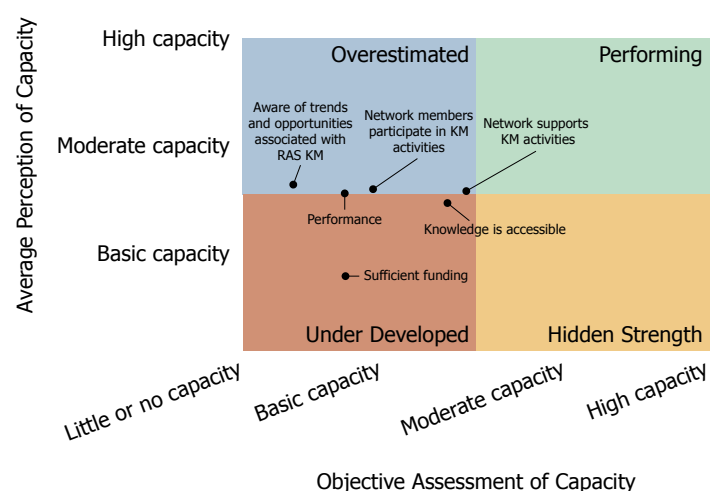 High capacity
Overestimated
Performing
Aware of trends
and opportunities
associated with
RAS KM
Network members
participate in KM
activities
Network supports
KM activities
Moderate capacity
Performance
Knowledge is accessible
Basic capacity
Sufficient funding
Under Developed
Hidden Strength
Average Perception of Capacity
Little or no capacity
Basic capacity
Moderate capacity
High capacity
Objective Assessment of Capacity